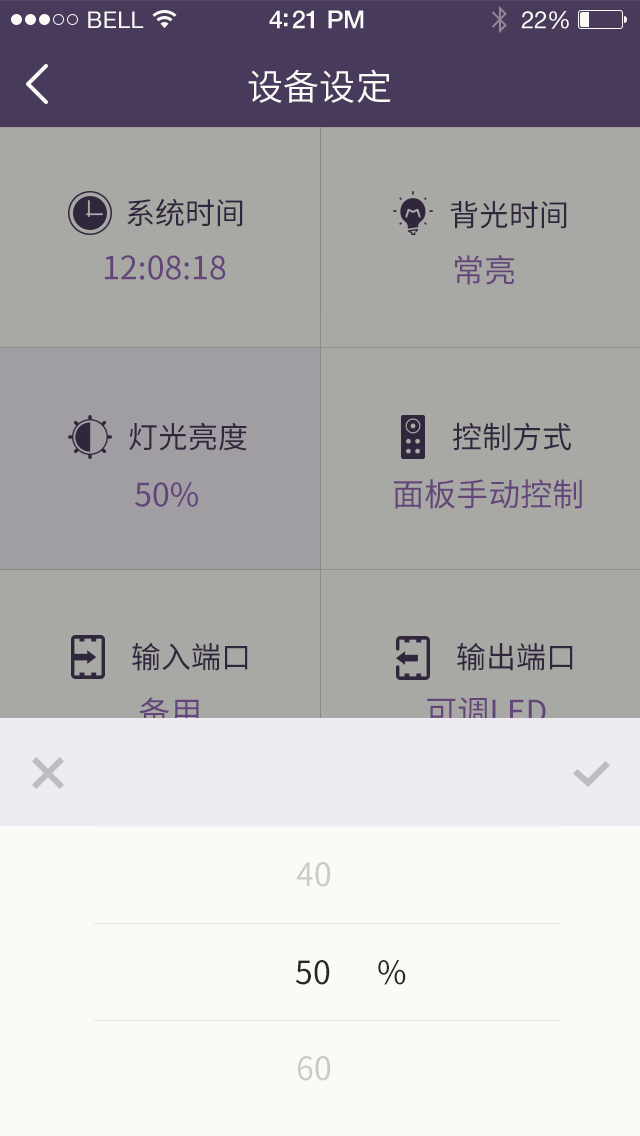 BELL 4:21 PM 22%
设备设定
系统时间 背光时间
12:08:18 常亮
灯光亮度 控制方式
50% 面板手动控制
输入端口 输出端口
备用 可调LED
40
50 %
60